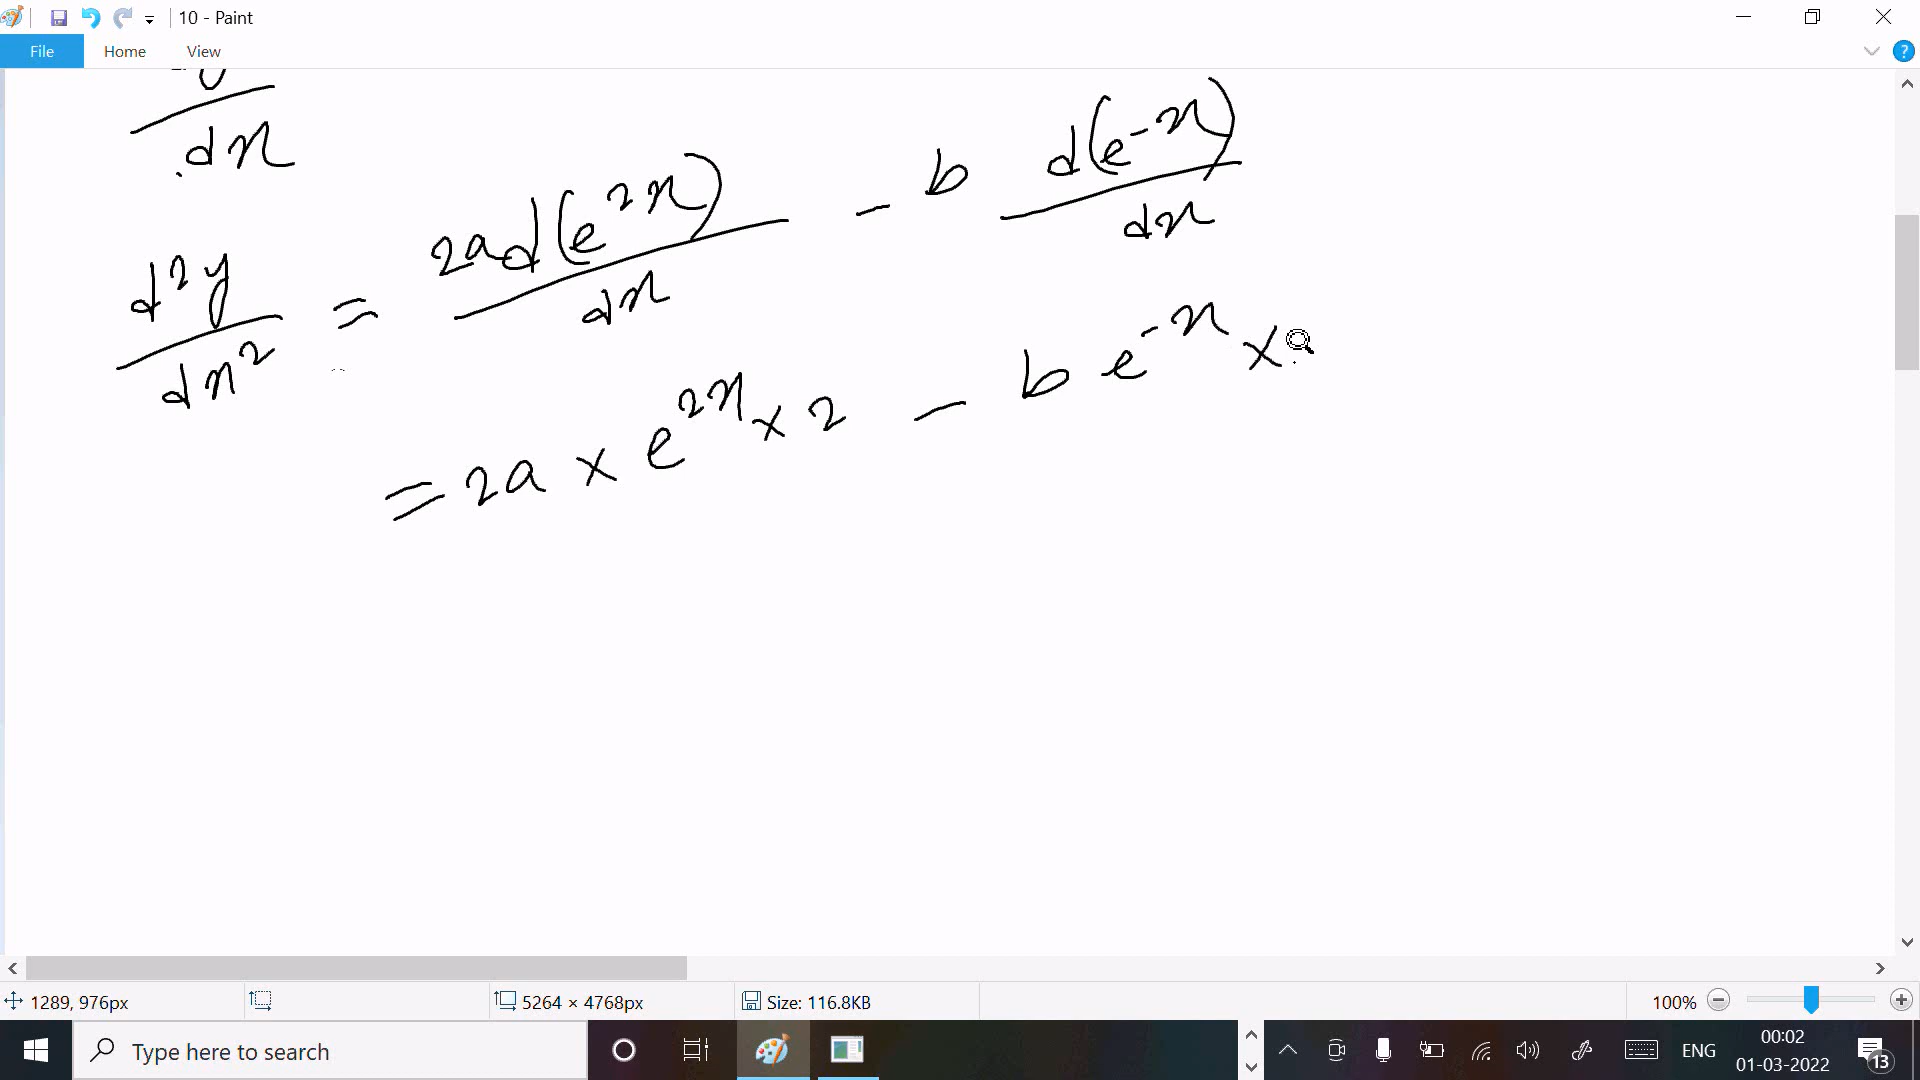 10 - Paint
File Home View
dx
d²y/dx² = 2ad(e^2x)/dx - b d(e^-x)/dx
= 2a × e^2x × 2 - b e^-x ×
1289, 976px 5264 × 4768px Size: 116.8KB 100%
Type here to search ENG 00:02
01-03-2022 13